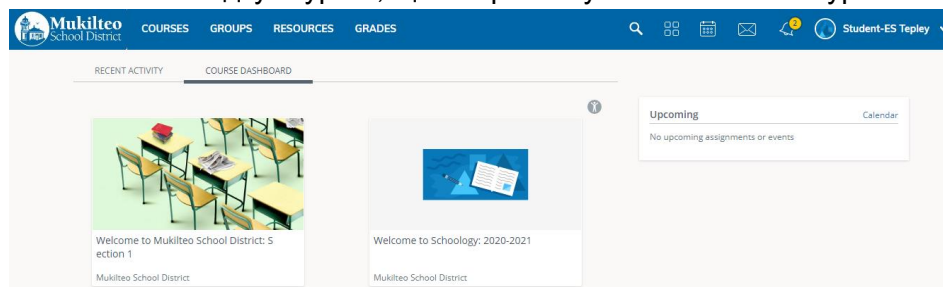 Mukilteo
School District
COURSES GROUPS RESOURCES GRADES
2
Student-ES Tepley
RECENT ACTIVITY COURSE DASHBOARD
Upcoming Calendar
No upcoming assignments or events
Welcome to Mukilteo School District: S
ection 1
Mukilteo School District
Welcome to Schoology: 2020-2021
Mukilteo School District